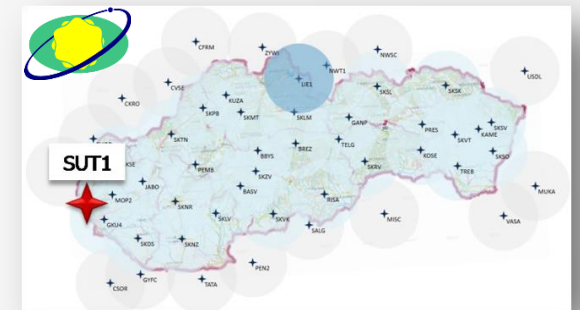 CFRM
ZYWI
NWSC
NWT1
LIE1
USDL
CVSE
KUZA
SKSL
SKSK
CKRO
SKPB
SKMT
SKLM
GANP
PRES
SKSV
KAME
SKVT
SKTN
TELG
BREZ
BBYS
KOSE
SKSO
SUT1
KSE
PEMB
SKZV
SKRV
TREB
JABO
BASV
MOP2
RISA
MUKA
SKNR
GKU4
SKLV
SKVK
SALG
MISC
VASA
SKDS
SKNZ
PEN2
GYFC
TATA
CSOR